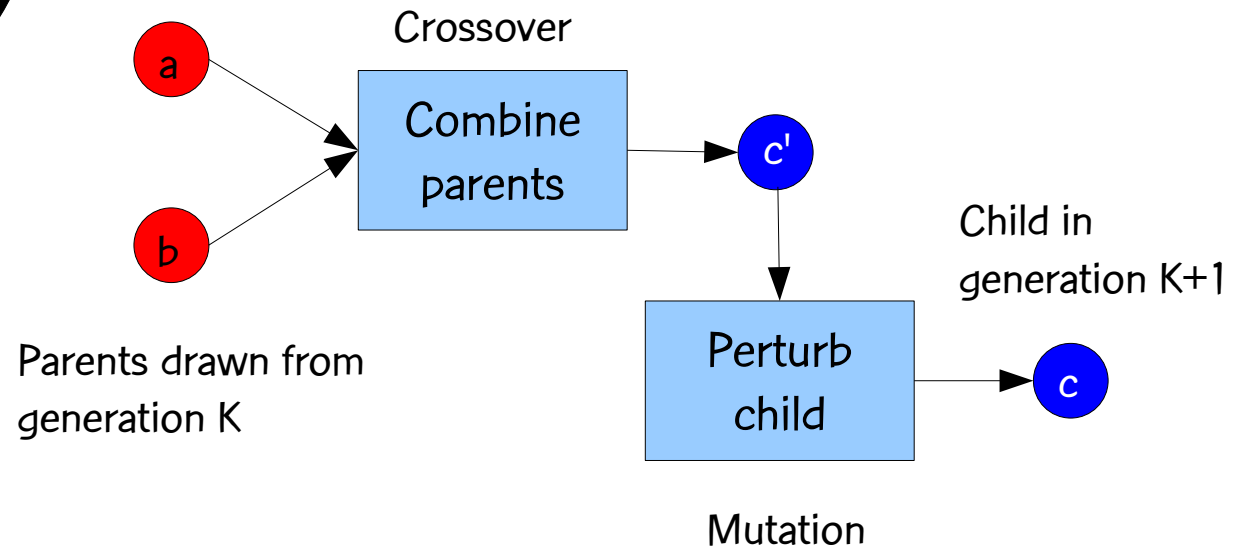 Crossover
a
Combine
parents
c'
b
Child in
generation K+1
Parents drawn from
generation K
Perturb
child
c
Mutation